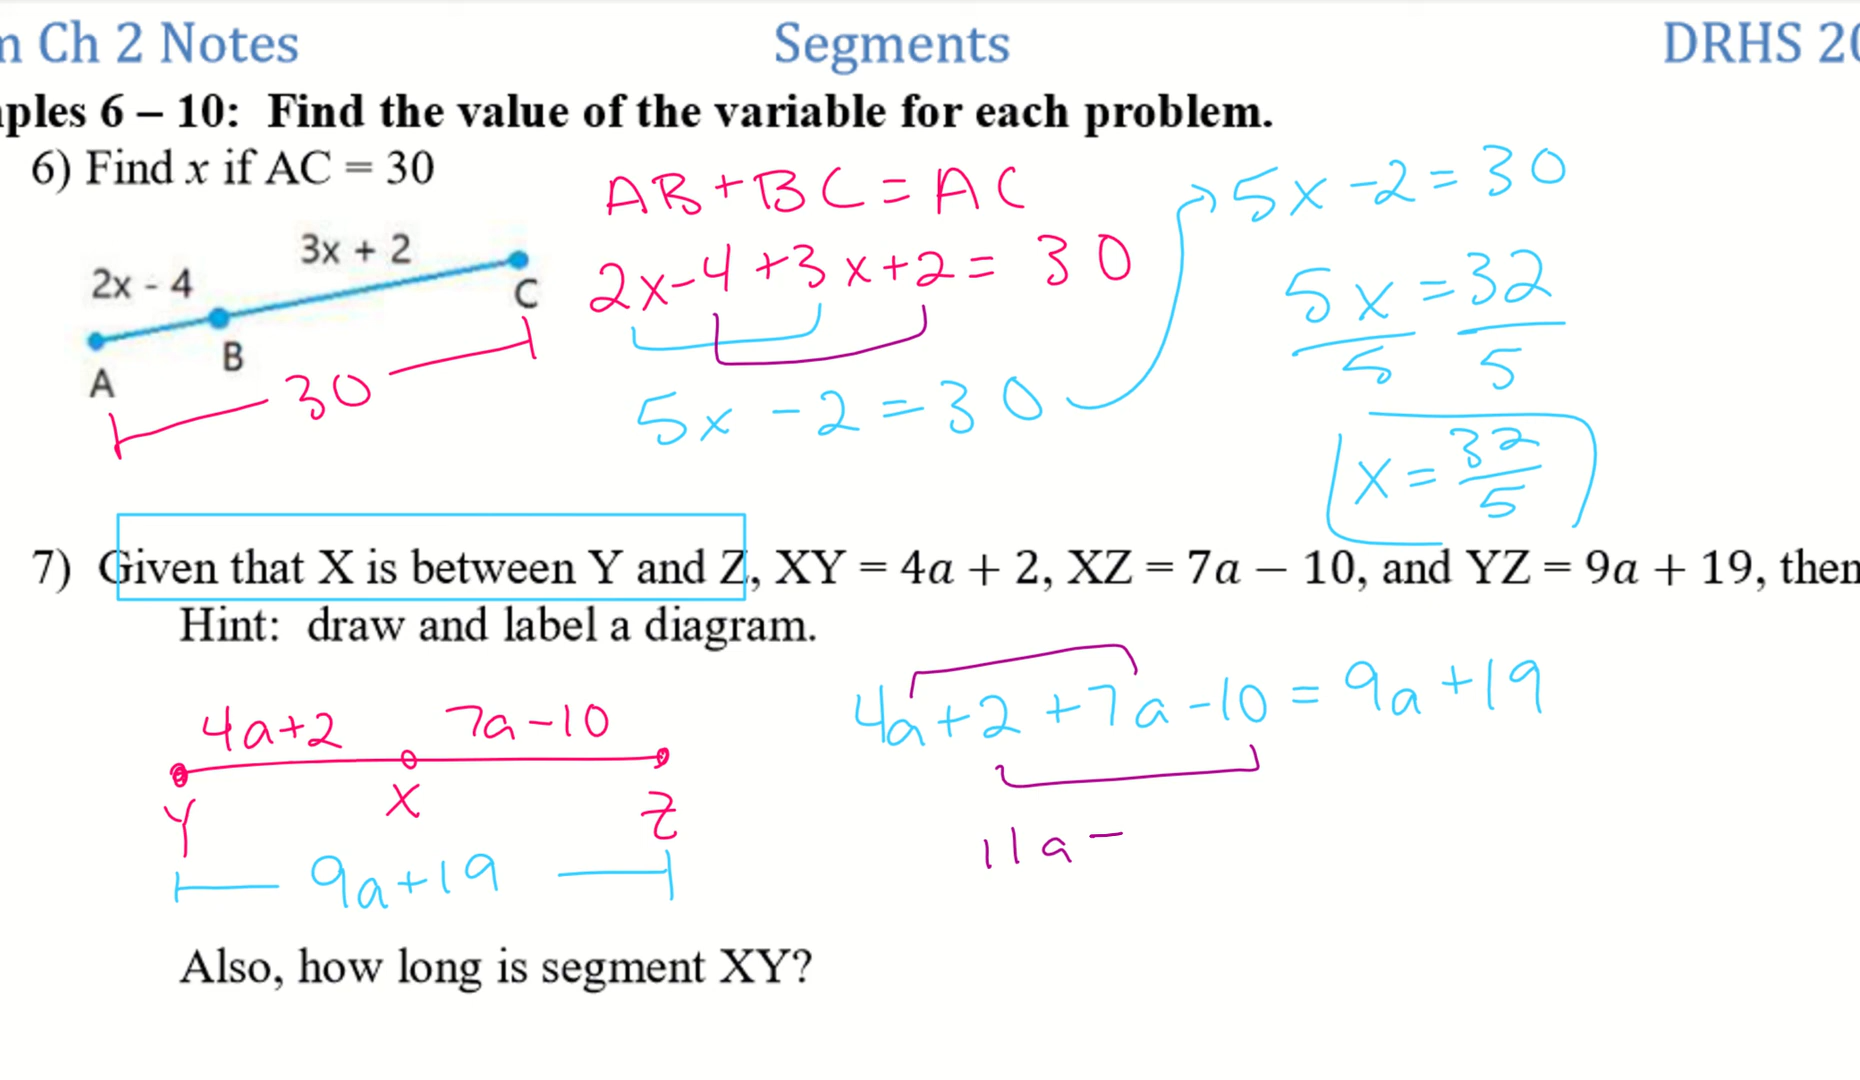 n Ch 2 Notes Segments DRHS 20
ples 6 – 10: Find the value of the variable for each problem.
6) Find x if AC = 30
AB+BC=AC
2x-4+3x+2=30
5x-2=30
5x-2=30
5x=32
5 5
x=32/5
3x + 2
2x - 4
C
B
A
30
7) Given that X is between Y and Z, XY = 4a + 2, XZ = 7a – 10, and YZ = 9a + 19, then
Hint: draw and label a diagram.
4a+2 7a-10
Y X Z
9a+19
4a+2+7a-10=9a+19
11a-
Also, how long is segment XY?